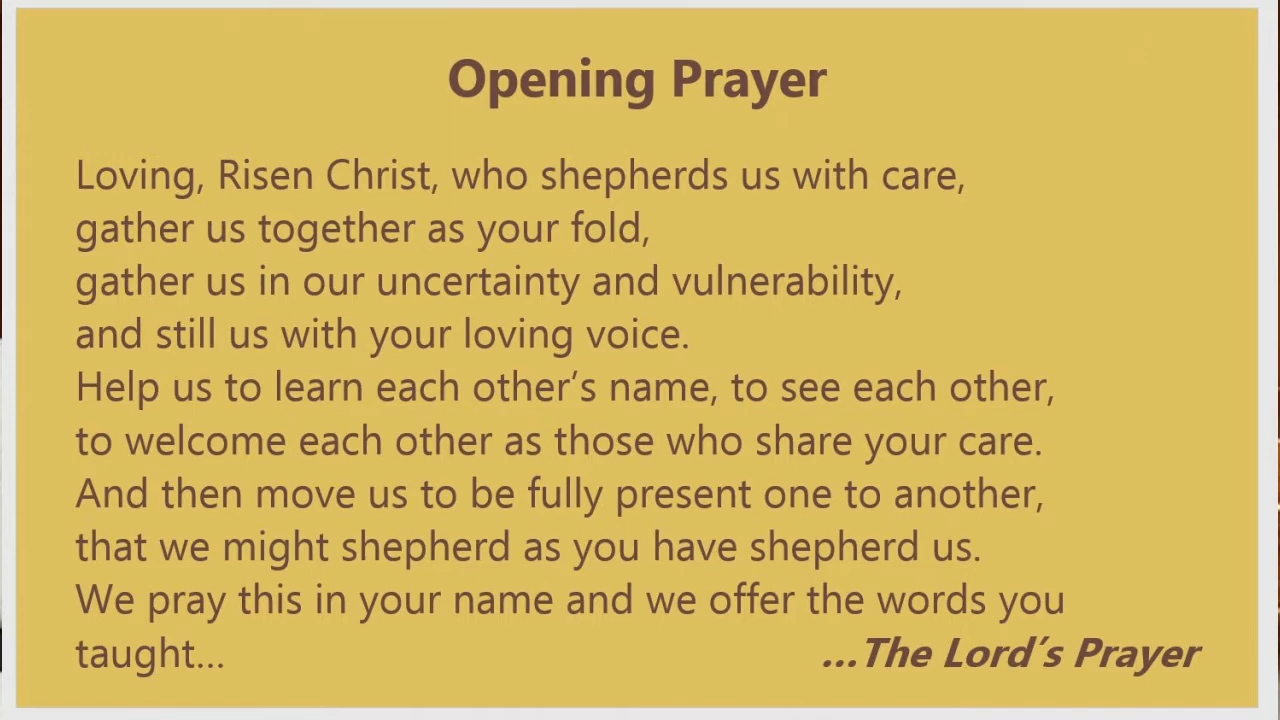 Opening Prayer
Loving, Risen Christ, who shepherds us with care,
gather us together as your fold,
gather us in our uncertainty and vulnerability,
and still us with your loving voice.
Help us to learn each other’s name, to see each other,
to welcome each other as those who share your care.
And then move us to be fully present one to another,
that we might shepherd as you have shepherd us.
We pray this in your name and we offer the words you
taught... ...The Lord’s Prayer